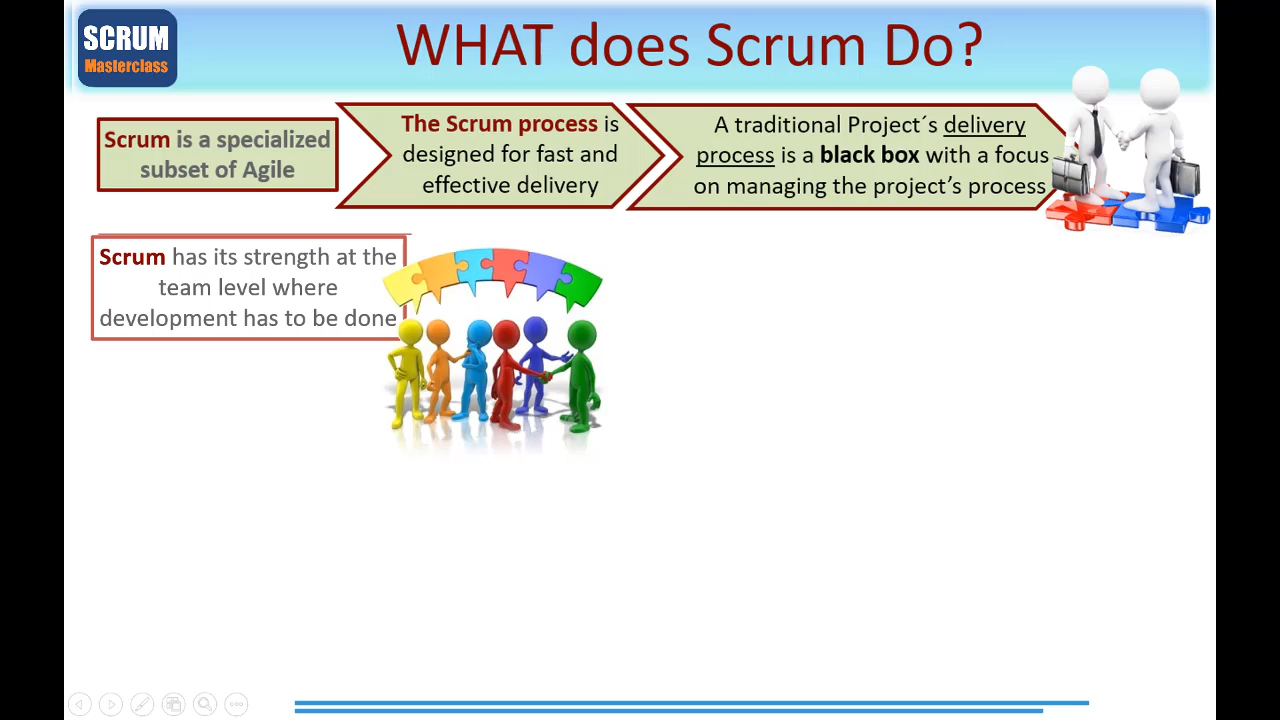 SCRUM
Masterclass
WHAT does Scrum Do?
Scrum is a specialized
subset of Agile
The Scrum process is
designed for fast and
effective delivery
A traditional Project´s delivery
process is a black box with a focus
on managing the project’s process
Scrum has its strength at the
team level where
development has to be done